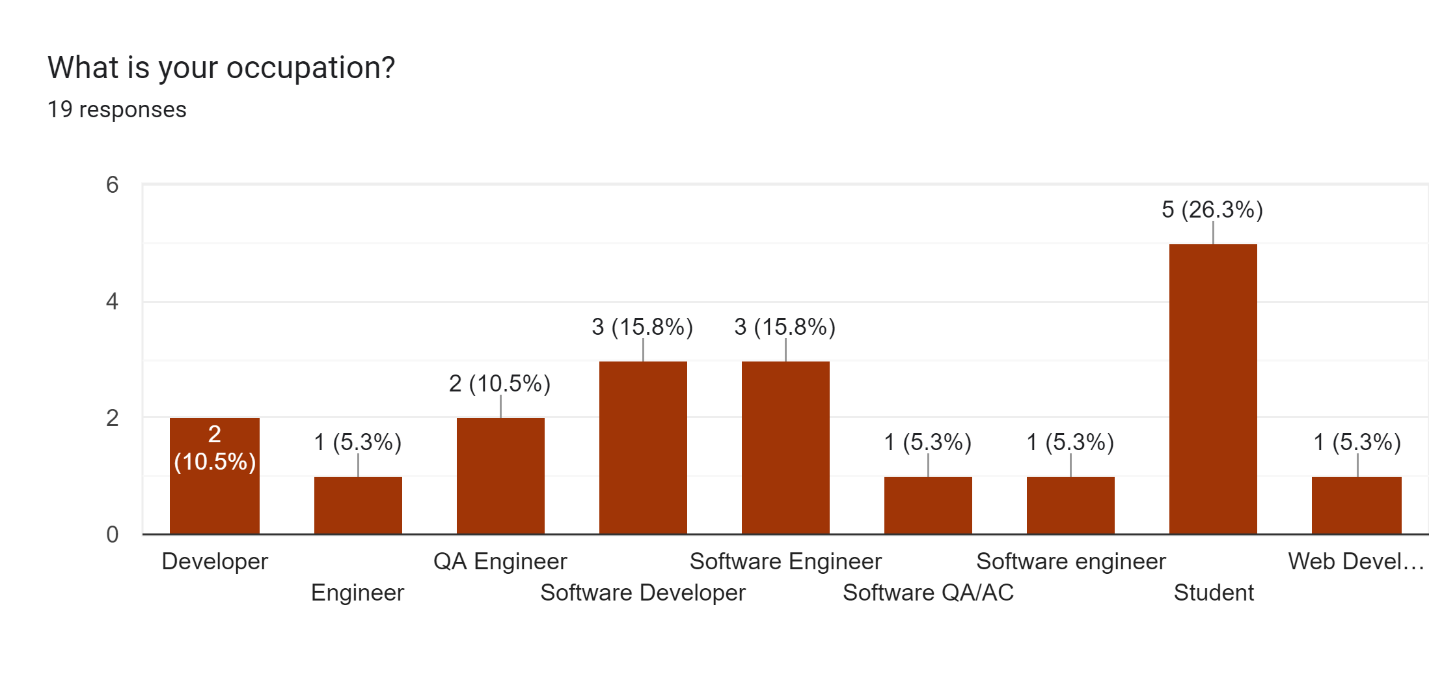 What is your occupation?
19 responses
6
4
2
0
2
(10.5%)
1 (5.3%)
2 (10.5%)
3 (15.8%)
3 (15.8%)
1 (5.3%)
1 (5.3%)
5 (26.3%)
1 (5.3%)
Developer
Engineer
QA Engineer
Software Developer
Software Engineer
Software QA/AC
Software engineer
Student
Web Devel…